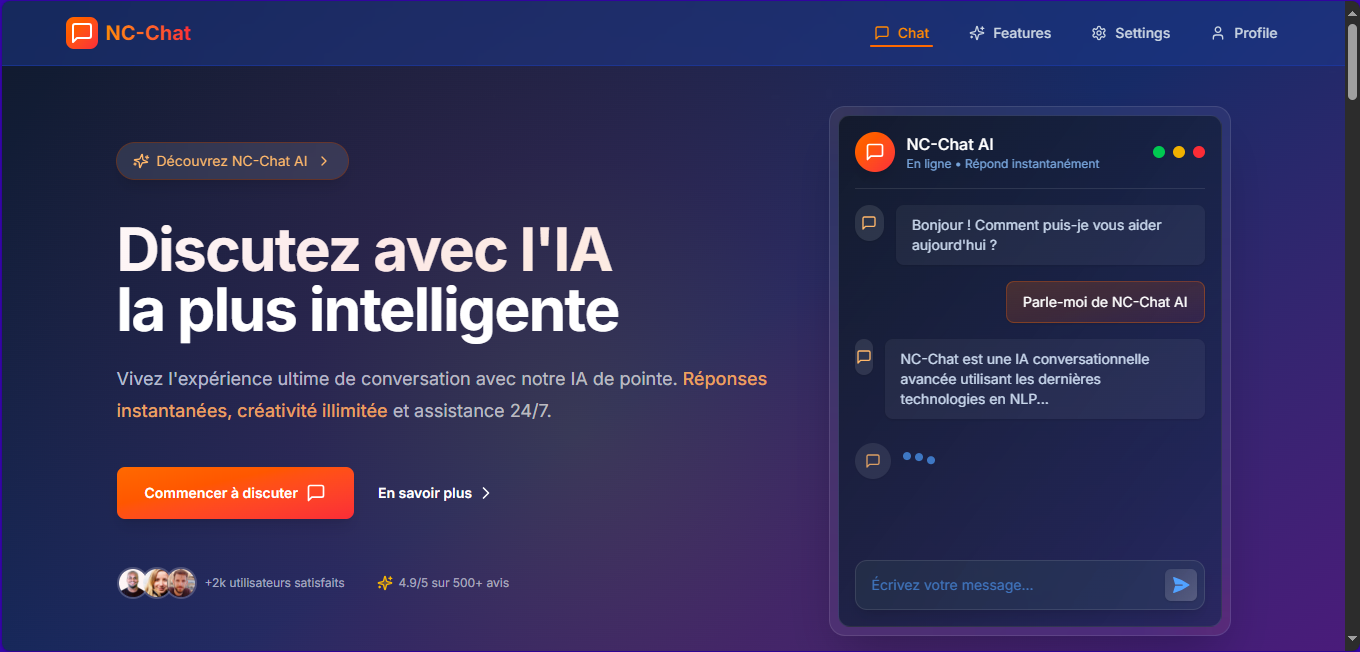 NC-Chat
Chat
Features
Settings
Profile
Découvrez NC-Chat AI
Discutez avec l'IA
la plus intelligente
Vivez l'expérience ultime de conversation avec notre IA de pointe. Réponses
instantanées, créativité illimitée et assistance 24/7.
Commencer à discuter
En savoir plus
+2k utilisateurs satisfaits
4.9/5 sur 500+ avis
NC-Chat AI
En ligne • Répond instantanément
Bonjour ! Comment puis-je vous aider
aujourd'hui ?
Parle-moi de NC-Chat AI
NC-Chat est une IA conversationnelle
avancée utilisant les dernières
technologies en NLP...
Écrivez votre message...